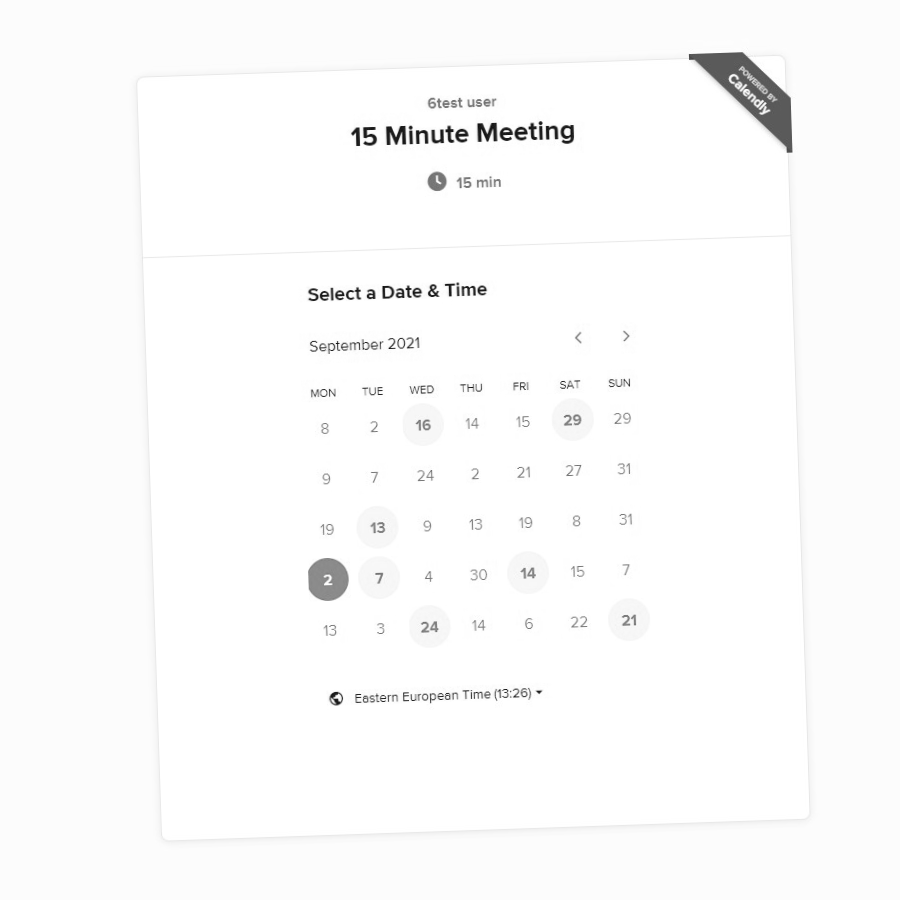 POWERED BY
Calendly
6test user
15 Minute Meeting
15 min
Select a Date & Time
September 2021
MON TUE WED THU FRI SAT SUN
8 2 16 14 15 29 29
9 7 24 2 21 27 31
19 13 9 13 19 8 31
2 7 4 30 14 15 7
13 3 24 14 6 22 21
Eastern European Time (13:26)